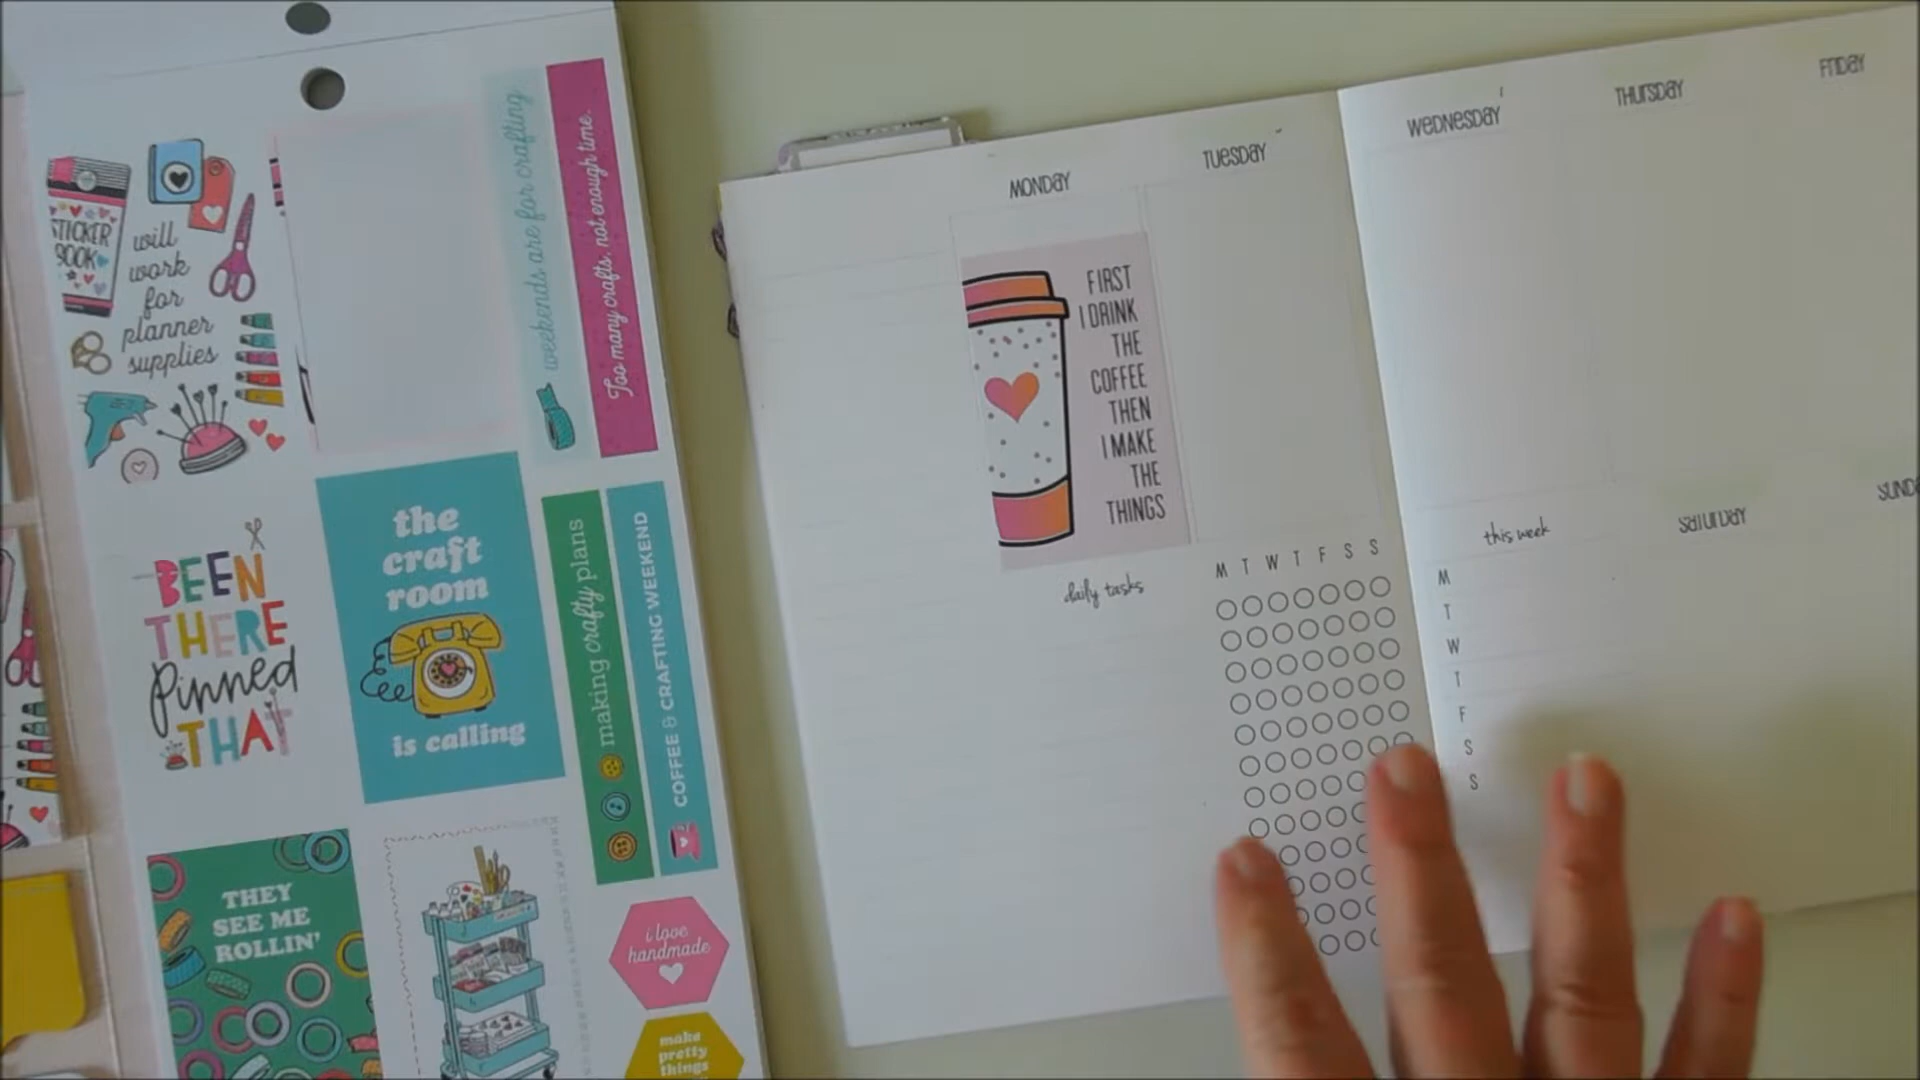 STICKER
BOOK
will
work
for
planner
supplies
weekends are for crafting
Too many crafts, not enough time.
BEEN
THERE
pinned
THAT
the
craft
room
is calling
making crafty plans
COFFEE & CRAFTING WEEKEND
THEY
SEE ME
ROLLIN'
i love
handmade
make
pretty
things
MONDAY
TUESDAY
WEDNESDAY
THURSDAY
FRIDAY
FIRST
I DRINK
THE
COFFEE
THEN
I MAKE
THE
THINGS
daily tasks
M T W T F S S
this week
SATURDAY
M
T
W
T
F
S
S